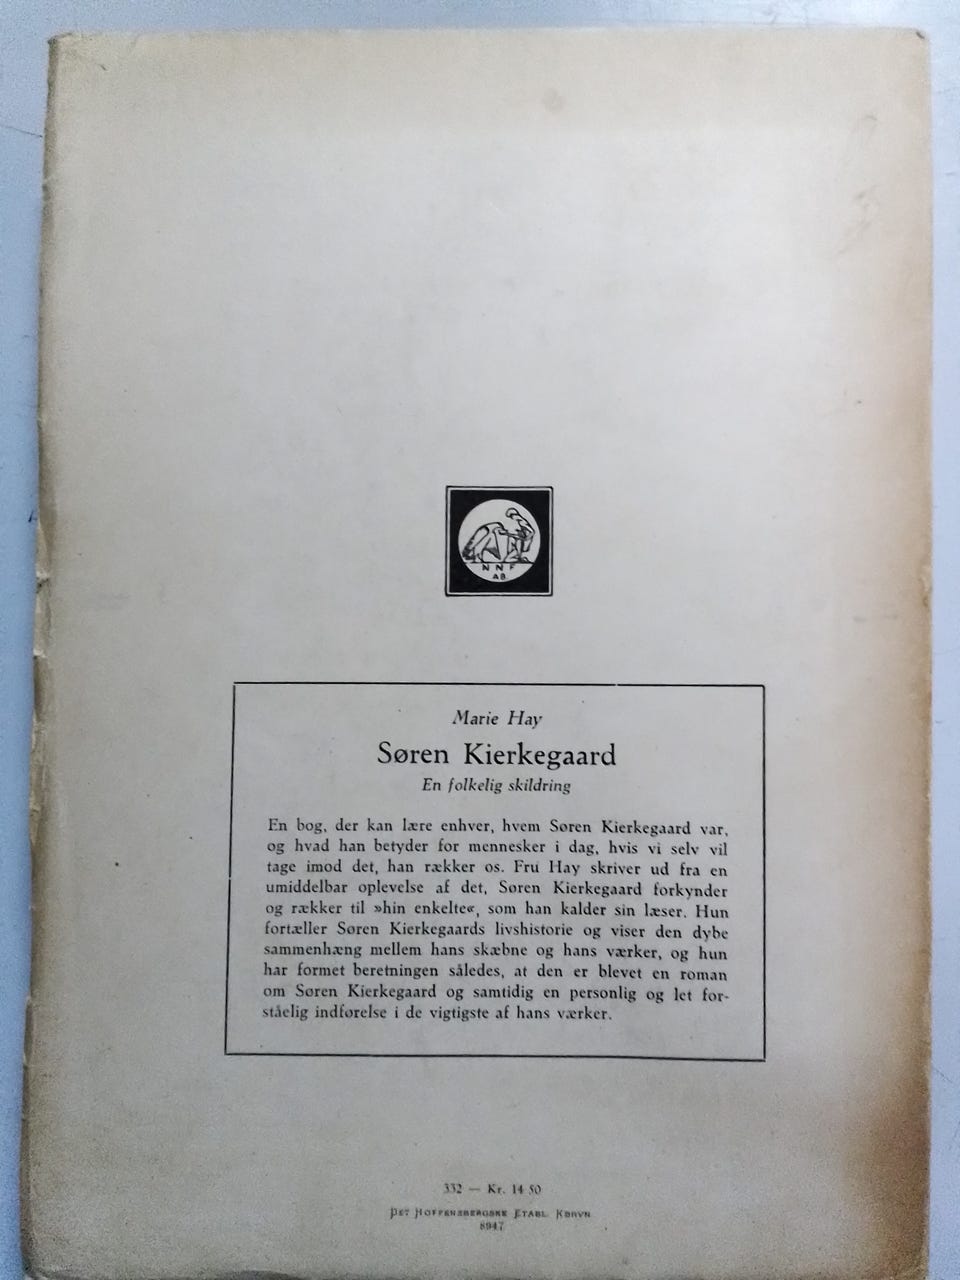 N N F
AB.
Marie Hay
Søren Kierkegaard
En folkelig skildring
En bog, der kan lære enhver, hvem Søren Kierkegaard var,
og hvad han betyder for mennesker i dag, hvis vi selv vil
tage imod det, han rækker os. Fru Hay skriver ud fra en
umiddelbar oplevelse af det, Søren Kierkegaard forkynder
og rækker til »hin enkelte«, som han kalder sin læser. Hun
fortæller Søren Kierkegaards livshistorie og viser den dybe
sammenhæng mellem hans skæbne og hans værker, og hun
har formet beretningen således, at den er blevet en roman
om Søren Kierkegaard og samtidig en personlig og let for-
ståelig indførelse i de vigtigste af hans værker.
332 — Kr. 14 50
Det Hoffensbergske Etabl. Kbhvn
8947